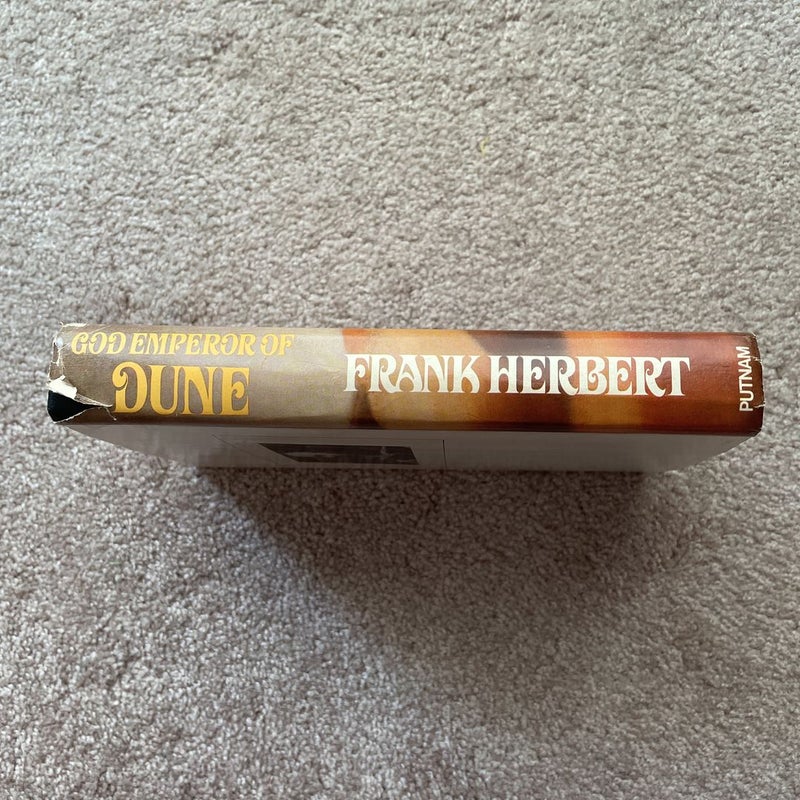 GOD EMPEROR OF
DUNE
FRANK HERBERT
PUTNAM